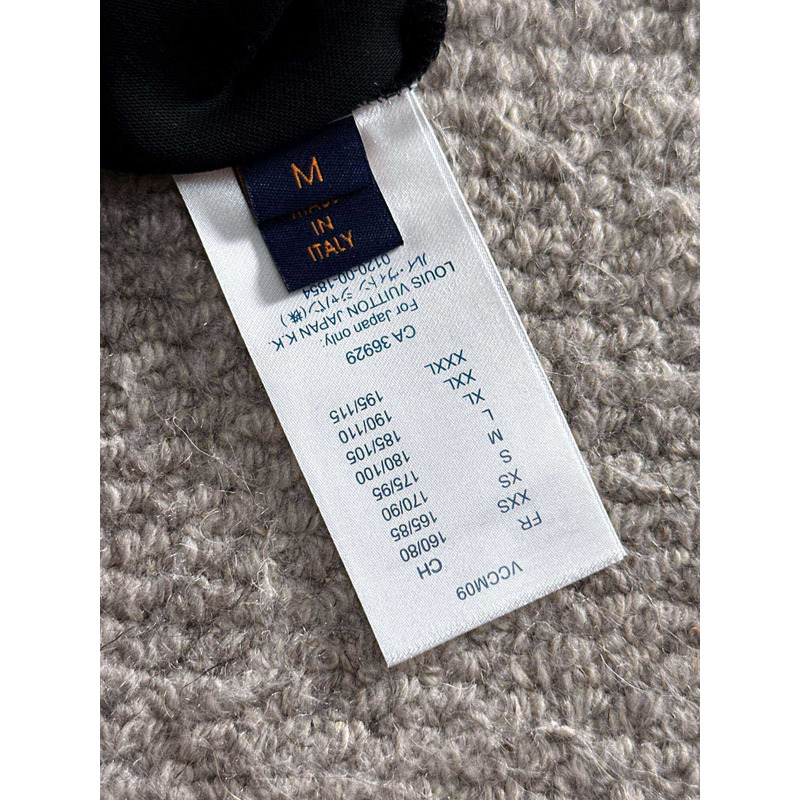 M
MADE
IN
ITALY
VCCM09
FR CH
XXS 160/80
XS 165/85
S 170/90
M 175/95
L 180/100
XL 185/105
XXL 190/110
XXXL 195/115
CA 36929
For Japan only:
LOUIS VUITTON JAPAN K.K.
ルイ・ヴィトン ジャパン(株)
0120-00-1854